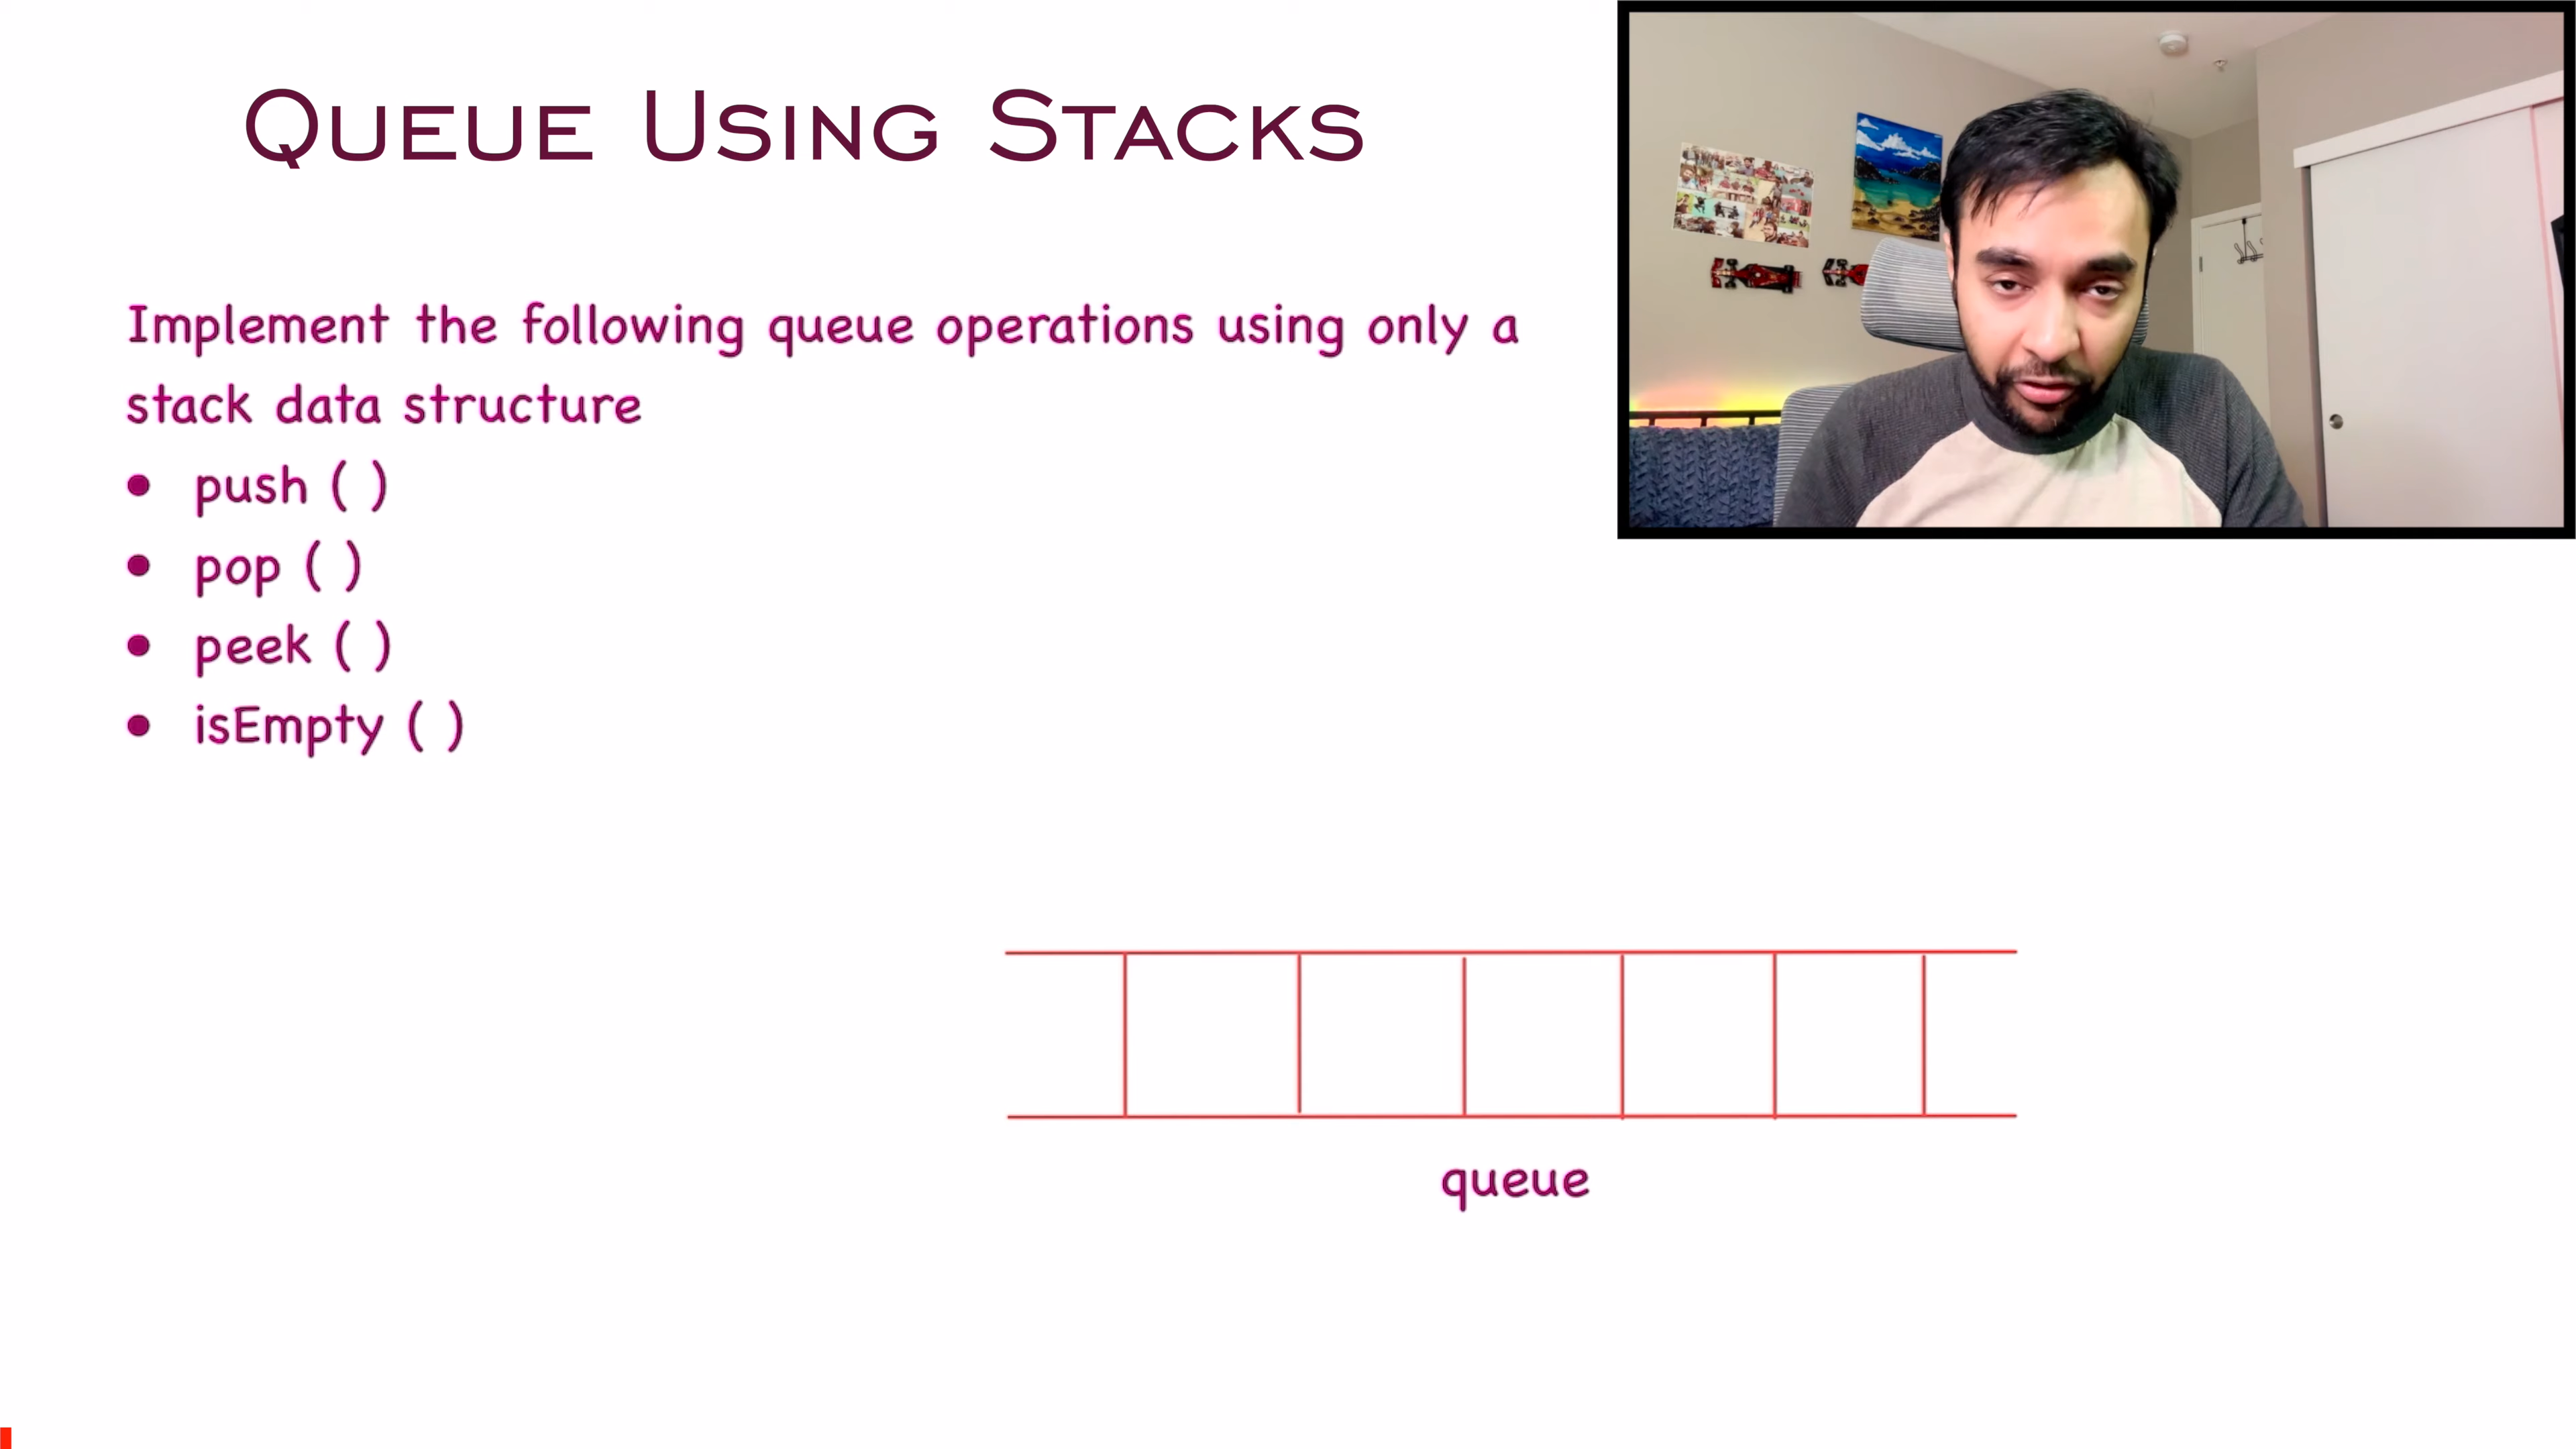 Queue Using Stacks
Implement the following queue operations using only a
stack data structure
• push ( )
• pop ( )
• peek ( )
• isEmpty ( )
queue